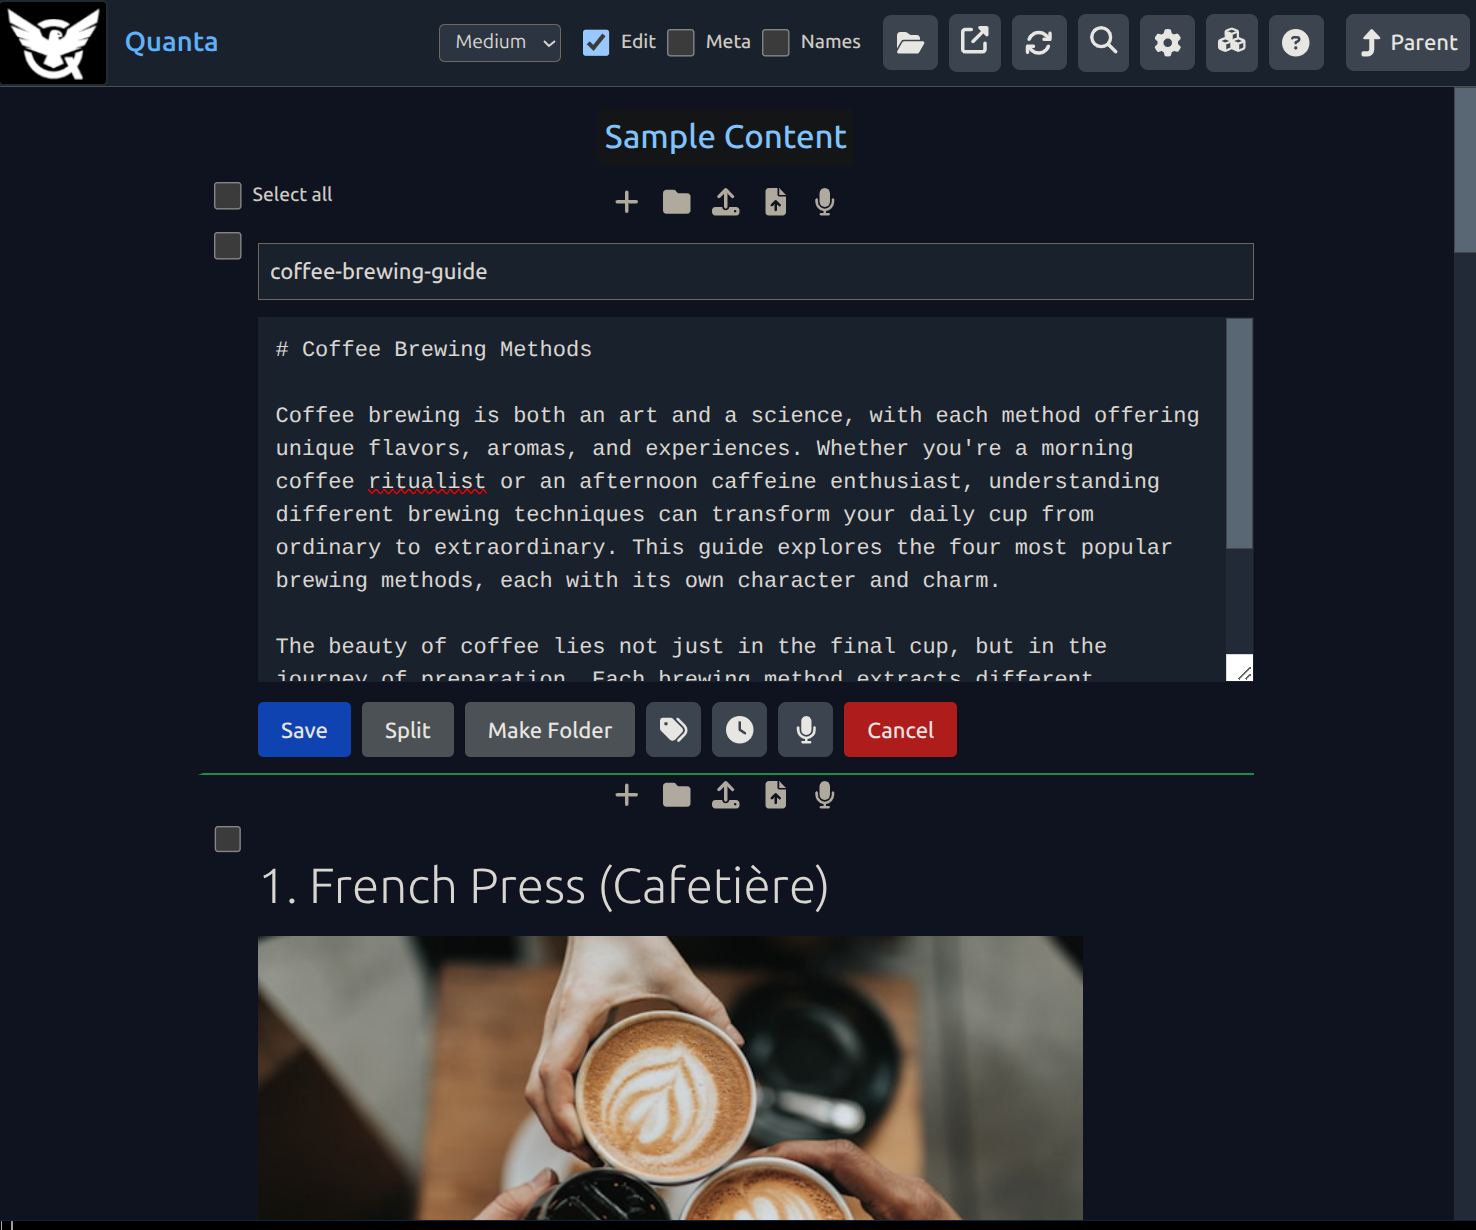 Quanta
Medium
Edit
Meta
Names
Parent
Sample Content
Select all
coffee-brewing-guide
# Coffee Brewing Methods
Coffee brewing is both an art and a science, with each method offering
unique flavors, aromas, and experiences. Whether you're a morning
coffee ritualist or an afternoon caffeine enthusiast, understanding
different brewing techniques can transform your daily cup from
ordinary to extraordinary. This guide explores the four most popular
brewing methods, each with its own character and charm.
The beauty of coffee lies not just in the final cup, but in the
journey of preparation. Each brewing method extracts different
Save
Split
Make Folder
Cancel
1. French Press (Cafetière)